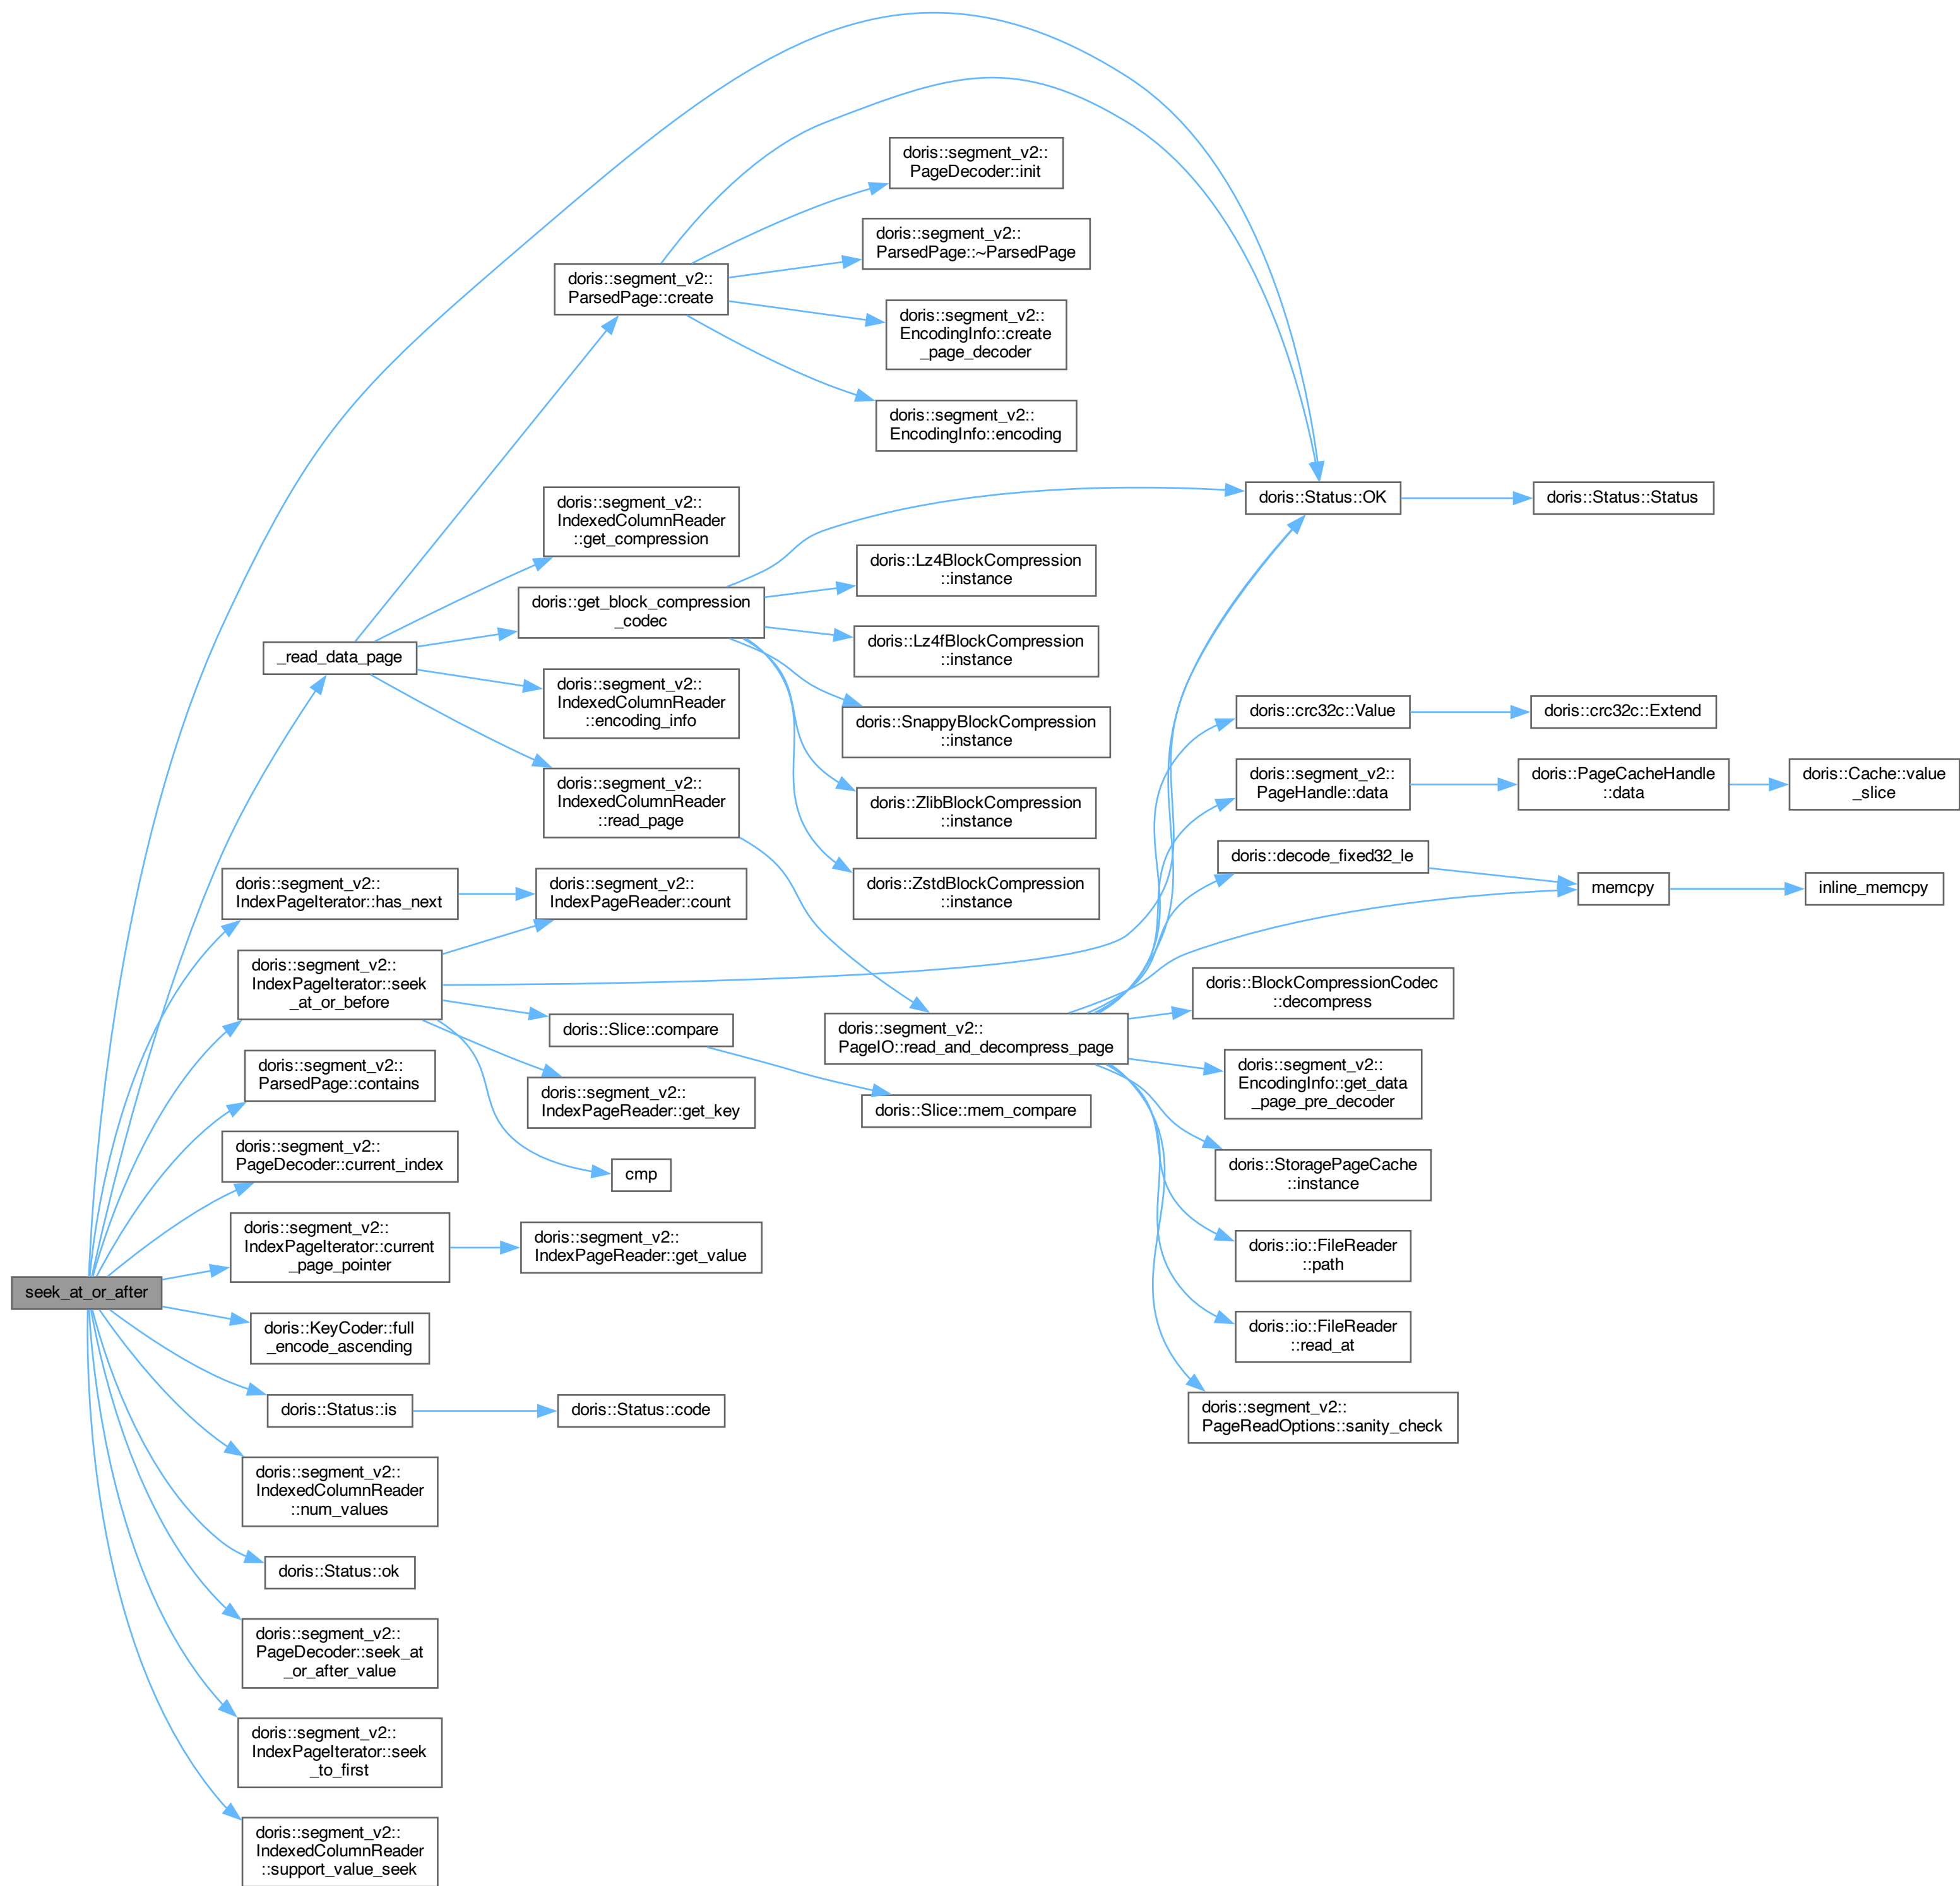 seek_at_or_after
_read_data_page
doris::segment_v2::
IndexPageIterator::has_next
doris::segment_v2::
IndexPageIterator::seek
_at_or_before
doris::segment_v2::
ParsedPage::contains
doris::segment_v2::
PageDecoder::current_index
doris::segment_v2::
IndexPageIterator::current
_page_pointer
doris::KeyCoder::full
_encode_ascending
doris::Status::is
doris::segment_v2::
IndexedColumnReader
::num_values
doris::Status::ok
doris::segment_v2::
PageDecoder::seek_at
_or_after_value
doris::segment_v2::
IndexPageIterator::seek
_to_first
doris::segment_v2::
IndexedColumnReader
::support_value_seek
doris::segment_v2::
ParsedPage::create
doris::segment_v2::
IndexedColumnReader
::get_compression
doris::get_block_compression
_codec
doris::segment_v2::
IndexedColumnReader
::encoding_info
doris::segment_v2::
IndexedColumnReader
::read_page
doris::segment_v2::
IndexPageReader::count
doris::Slice::compare
doris::segment_v2::
IndexPageReader::get_key
cmp
doris::segment_v2::
IndexPageReader::get_value
doris::Status::code
doris::segment_v2::
PageDecoder::init
doris::segment_v2::
ParsedPage::~ParsedPage
doris::segment_v2::
EncodingInfo::create
_page_decoder
doris::segment_v2::
EncodingInfo::encoding
doris::Lz4BlockCompression
::instance
doris::Lz4fBlockCompression
::instance
doris::SnappyBlockCompression
::instance
doris::ZlibBlockCompression
::instance
doris::ZstdBlockCompression
::instance
doris::segment_v2::
PageIO::read_and_decompress_page
doris::Slice::mem_compare
doris::Status::OK
doris::crc32c::Value
doris::segment_v2::
PageHandle::data
doris::decode_fixed32_le
doris::BlockCompressionCodec
::decompress
doris::segment_v2::
EncodingInfo::get_data
_page_pre_decoder
doris::StoragePageCache
::instance
doris::io::FileReader
::path
doris::io::FileReader
::read_at
doris::segment_v2::
PageReadOptions::sanity_check
doris::Status::Status
doris::crc32c::Extend
doris::PageCacheHandle
::data
memcpy
doris::Cache::value
_slice
inline_memcpy